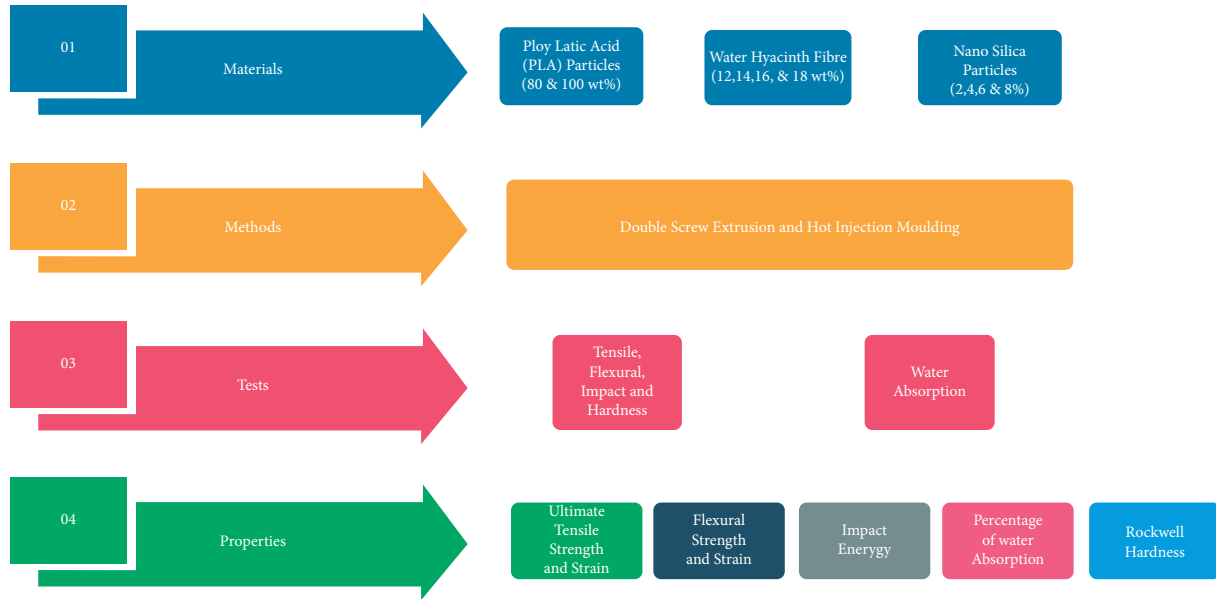 01
Materials
Ploy Latic Acid
(PLA) Particles
(80 & 100 wt%)
Water Hyacinth Fibre
(12,14,16, & 18 wt%)
Nano Silica
Particles
(2,4,6 & 8%)
02
Methods
Double Screw Extrusion and Hot Injection Moulding
03
Tests
Tensile,
Flexural,
Impact and
Hardness
Water
Absorption
04
Properties
Ultimate
Tensile
Strength
and Strain
Flexural
Strength
and Strain
Impact
Enerygy
Percentage
of water
Absorption
Rockwell
Hardness